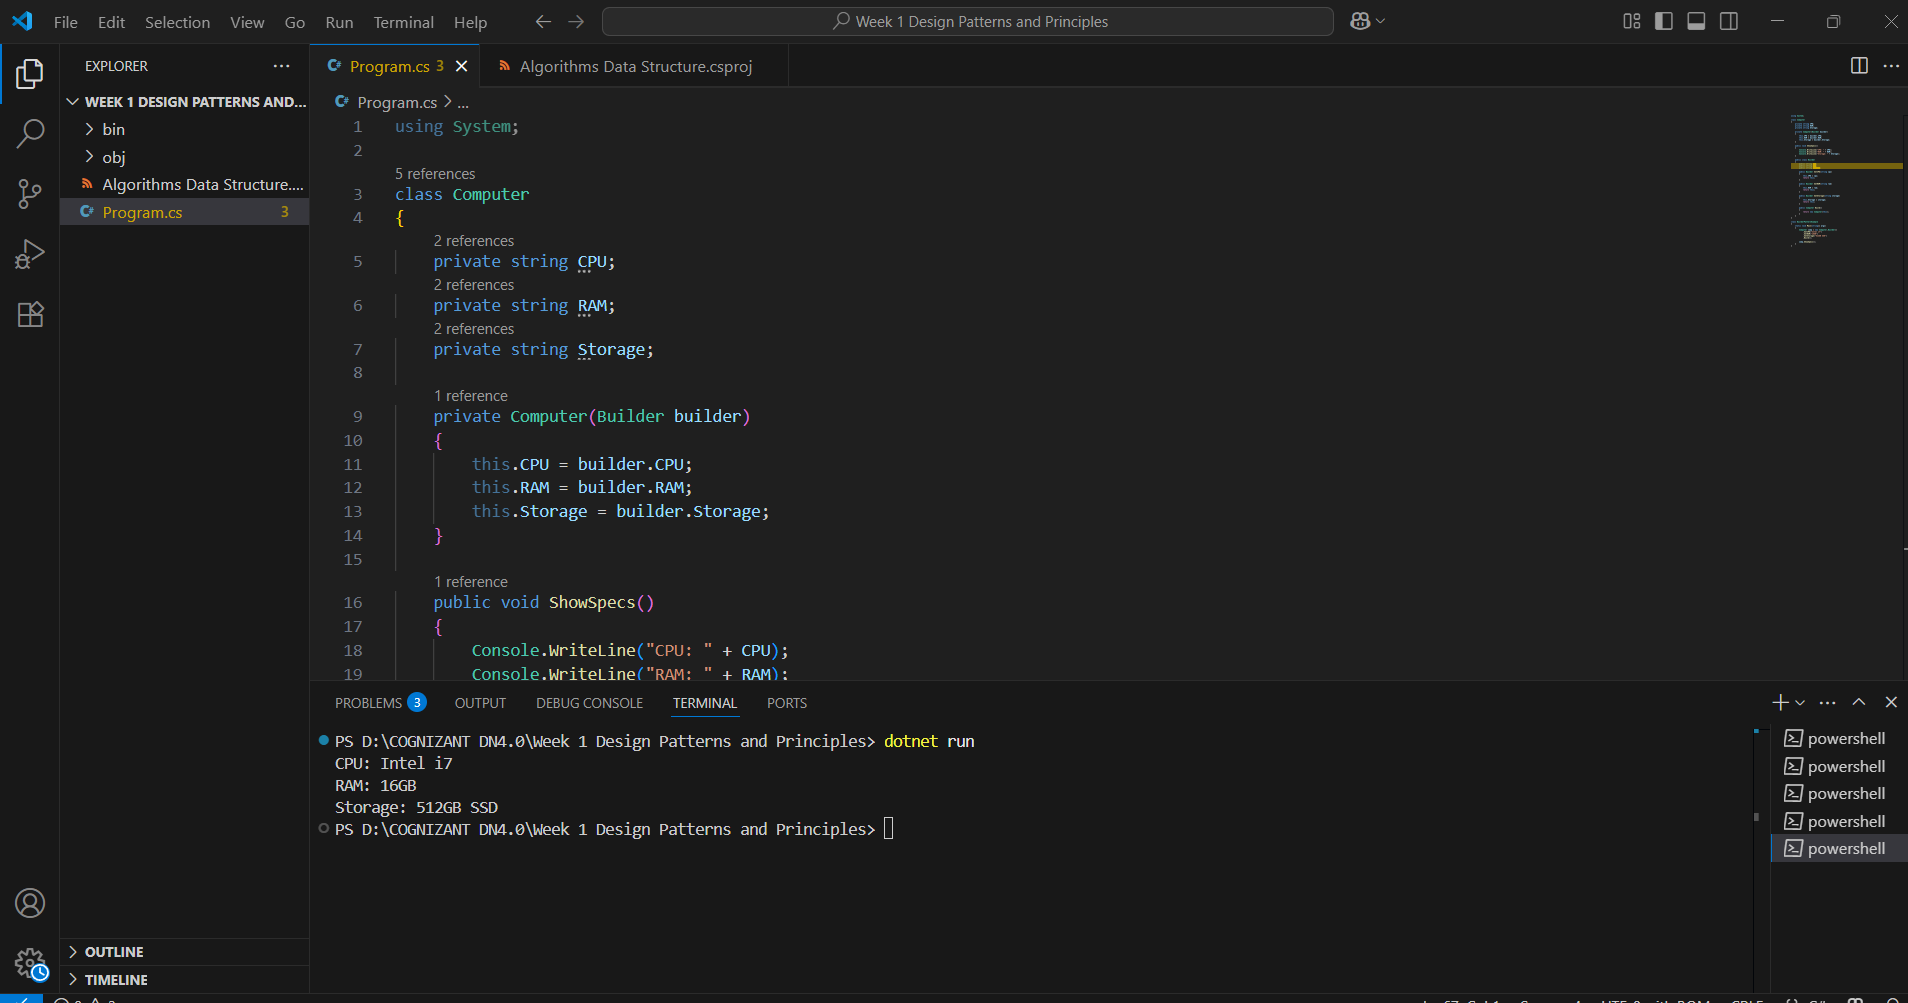 File Edit Selection View Go Run Terminal Help
Week 1 Design Patterns and Principles
EXPLORER
WEEK 1 DESIGN PATTERNS AND...
bin
obj
Algorithms Data Structure....
C# Program.cs 3
C# Program.cs 3
Algorithms Data Structure.csproj
C# Program.cs > ...
1 using System;
2
5 references
3 class Computer
4 {
2 references
5 private string CPU;
2 references
6 private string RAM;
2 references
7 private string Storage;
8
1 reference
9 private Computer(Builder builder)
10 {
11 this.CPU = builder.CPU;
12 this.RAM = builder.RAM;
13 this.Storage = builder.Storage;
14 }
15
1 reference
16 public void ShowSpecs()
17 {
18 Console.WriteLine("CPU: " + CPU);
19 Console.WriteLine("RAM: " + RAM);
PROBLEMS 3 OUTPUT DEBUG CONSOLE TERMINAL PORTS
PS D:\COGNIZANT DN4.0\Week 1 Design Patterns and Principles> dotnet run
CPU: Intel i7
RAM: 16GB
Storage: 512GB SSD
PS D:\COGNIZANT DN4.0\Week 1 Design Patterns and Principles>
powershell
powershell
powershell
powershell
powershell
OUTLINE
TIMELINE